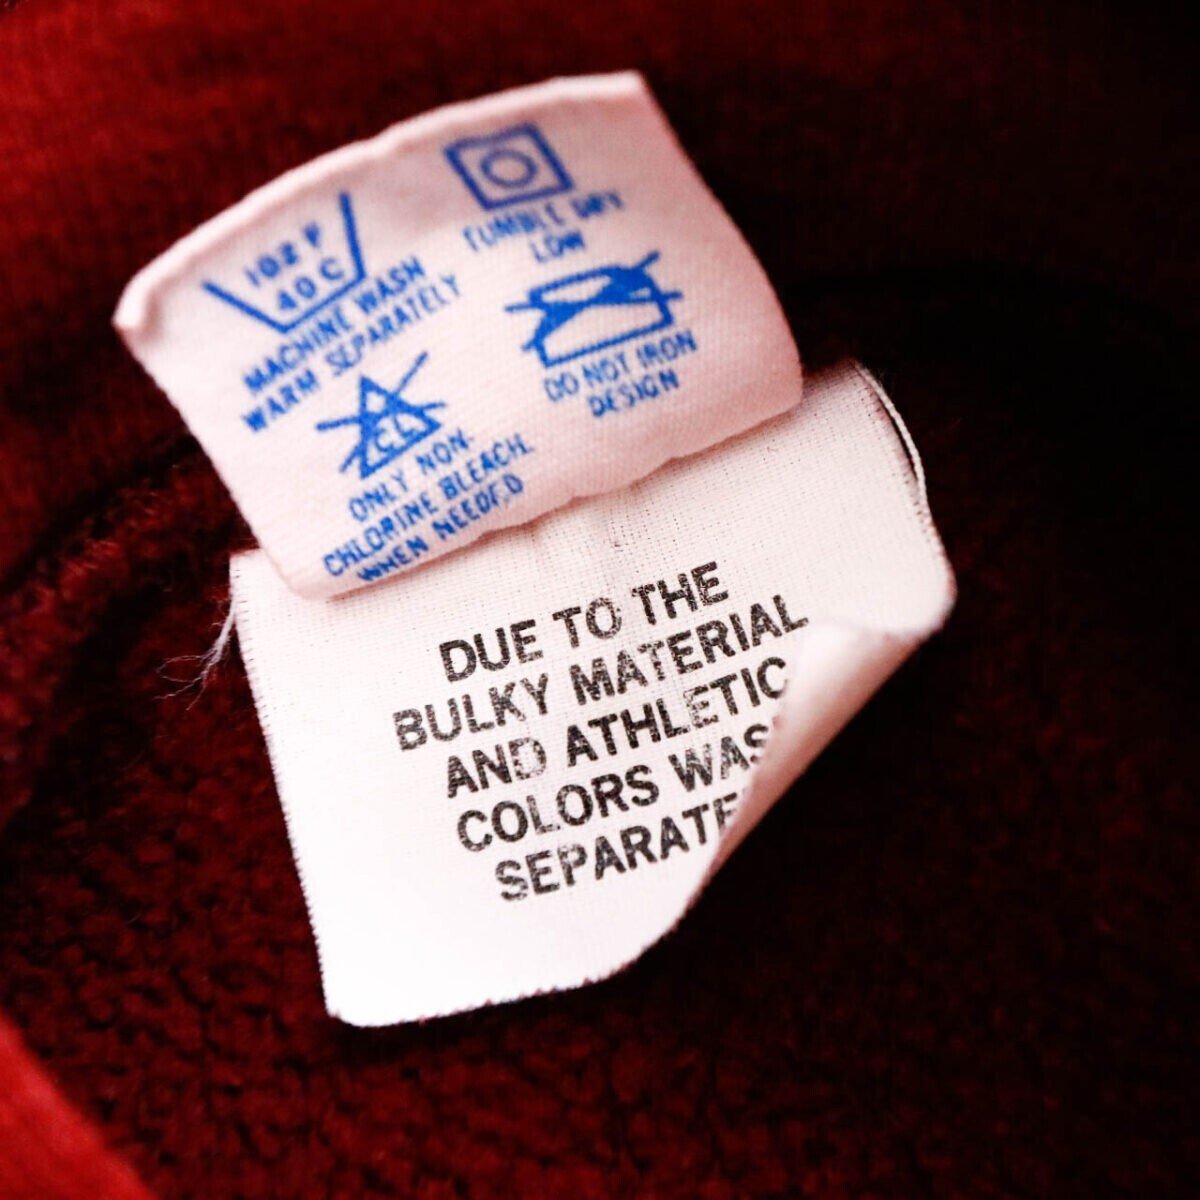 102 F
40 C
MACHINE WASH
WARM SEPARATELY
TUMBLE DRY
LOW
CL
ONLY NON-
CHLORINE BLEACH
WHEN NEEDED
DO NOT IRON
DESIGN
DUE TO THE
BULKY MATERIAL
AND ATHLETIC
COLORS WAS
SEPARATE